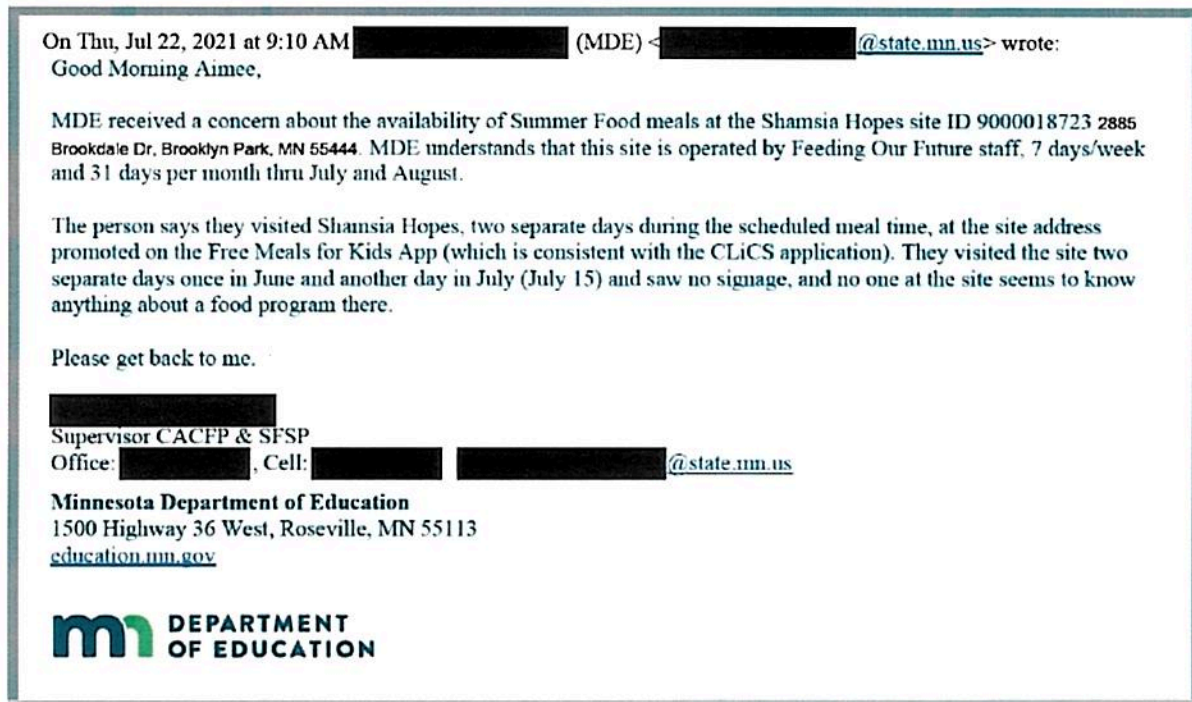 On Thu, Jul 22, 2021 at 9:10 AM (MDE) < @state.mn.us> wrote:
Good Morning Aimee,
MDE received a concern about the availability of Summer Food meals at the Shamsia Hopes site ID 9000018723 2885
Brookdale Dr, Brooklyn Park, MN 55444. MDE understands that this site is operated by Feeding Our Future staff, 7 days/week
and 31 days per month thru July and August.
The person says they visited Shamsia Hopes, two separate days during the scheduled meal time, at the site address
promoted on the Free Meals for Kids App (which is consistent with the CLiCS application). They visited the site two
separate days once in June and another day in July (July 15) and saw no signage, and no one at the site seems to know
anything about a food program there.
Please get back to me.
Supervisor CACFP & SFSP
Office: , Cell: @state.mn.us
Minnesota Department of Education
1500 Highway 36 West, Roseville, MN 55113
education.mn.gov
mn DEPARTMENT
OF EDUCATION